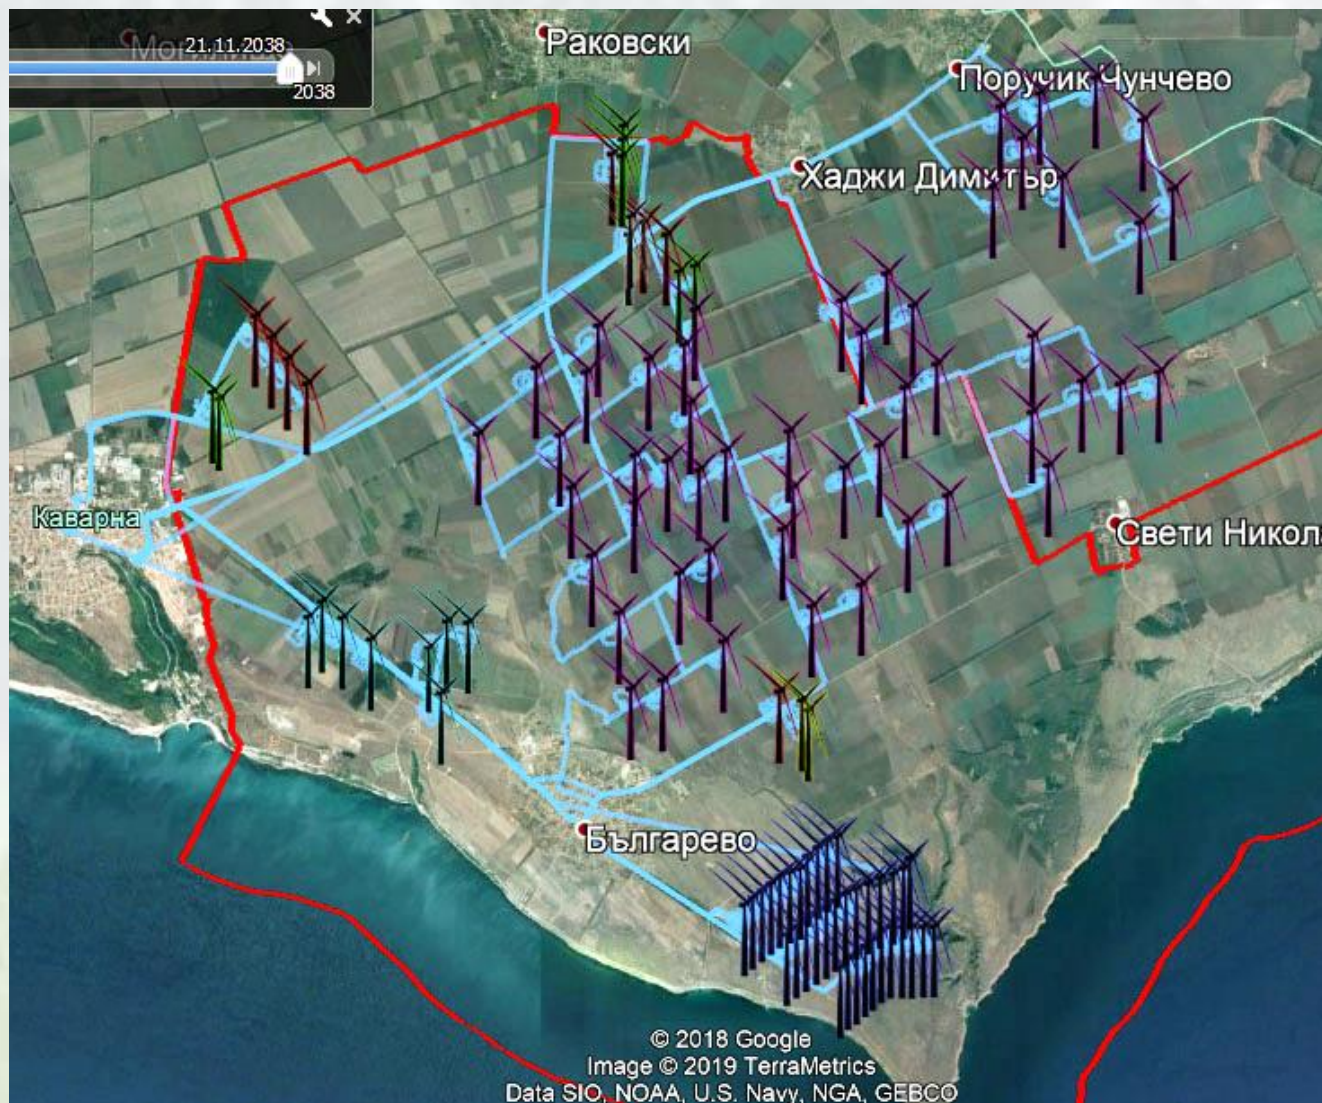 21.11.2038
2038
Раковски
Поручик Чунчево
Хаджи Димитър
Каварна
Свети Никола
Българево
© 2018 Google
Image © 2019 TerraMetrics
Data SIO, NOAA, U.S. Navy, NGA, GEBCO